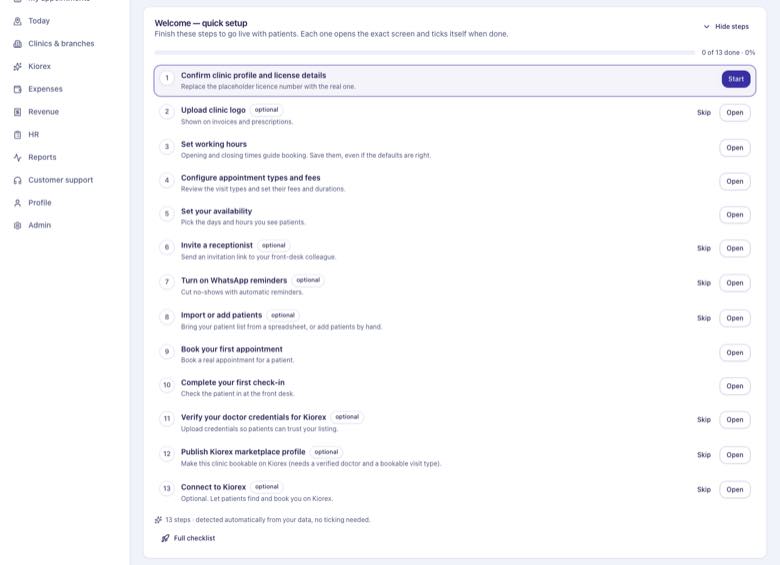 Today
Clinics & branches
Kiorex
Expenses
Revenue
HR
Reports
Customer support
Profile
Admin
Welcome — quick setup
Finish these steps to go live with patients. Each one opens the exact screen and ticks itself when done.
Hide steps
0 of 13 done · 0%
1 Confirm clinic profile and license details
Replace the placeholder licence number with the real one.
Start
2 Upload clinic logo optional
Shown on invoices and prescriptions.
Skip Open
3 Set working hours
Opening and closing times guide booking. Save them, even if the defaults are right.
Open
4 Configure appointment types and fees
Review the visit types and set their fees and durations.
Open
5 Set your availability
Pick the days and hours you see patients.
Open
6 Invite a receptionist optional
Send an invitation link to your front-desk colleague.
Skip Open
7 Turn on WhatsApp reminders optional
Cut no-shows with automatic reminders.
Skip Open
8 Import or add patients optional
Bring your patient list from a spreadsheet, or add patients by hand.
Skip Open
9 Book your first appointment
Book a real appointment for a patient.
Open
10 Complete your first check-in
Check the patient in at the front desk.
Open
11 Verify your doctor credentials for Kiorex optional
Upload credentials so patients can trust your listing.
Skip Open
12 Publish Kiorex marketplace profile optional
Make this clinic bookable on Kiorex (needs a verified doctor and a bookable visit type).
Skip Open
13 Connect to Kiorex optional
Optional. Let patients find and book you on Kiorex.
Skip Open
13 steps · detected automatically from your data, no ticking needed.
Full checklist